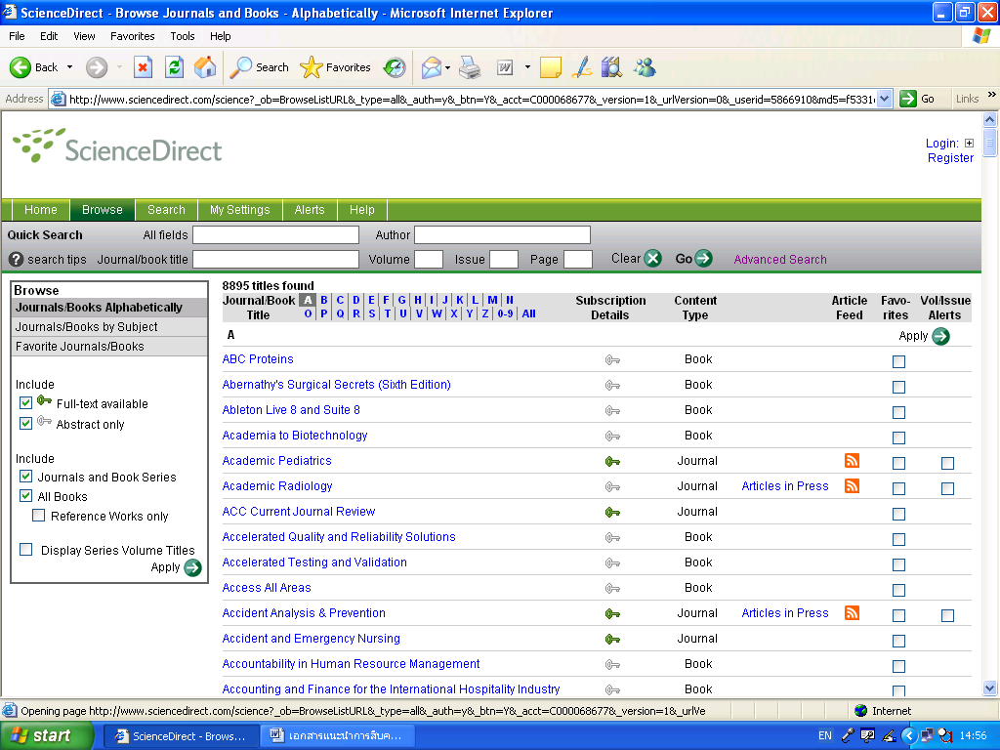 ScienceDirect - Browse Journals and Books - Alphabetically - Microsoft Internet Explorer
File Edit View Favorites Tools Help
Back Search Favorites
Address http://www.sciencedirect.com/science?_ob=BrowseListURL&_type=all&_auth=y&_btn=Y&_acct=C000068677&_version=1&_urlVersion=0&_userid=5866910&md5=f5331 Go Links »
ScienceDirect
Login:
Register
Home Browse Search My Settings Alerts Help
Quick Search All fields Author
? search tips Journal/book title Volume Issue Page Clear Go Advanced Search
Browse
Journals/Books Alphabetically
Journals/Books by Subject
Favorite Journals/Books
Include
Full-text available
Abstract only
Include
Journals and Book Series
All Books
Reference Works only
Display Series Volume Titles
Apply
8895 titles found
Journal/Book Title A B C D E F G H I J K L M N
O P Q R S T U V W X Y Z 0-9 All
Subscription Details Content Type Article Feed Favo-rites Vol/Issue Alerts
A Apply
ABC Proteins Book
Abernathy's Surgical Secrets (Sixth Edition) Book
Ableton Live 8 and Suite 8 Book
Academia to Biotechnology Book
Academic Pediatrics Journal
Academic Radiology Journal Articles in Press
ACC Current Journal Review Journal
Accelerated Quality and Reliability Solutions Book
Accelerated Testing and Validation Book
Access All Areas Book
Accident Analysis & Prevention Journal Articles in Press
Accident and Emergency Nursing Journal
Accountability in Human Resource Management Book
Accounting and Finance for the International Hospitality Industry Book
Opening page http://www.sciencedirect.com/science?_ob=BrowseListURL&_type=all&_auth=y&_btn=Y&_acct=C000068677&_version=1&_urlVe Internet
start ScienceDirect - Brows... เอกสารแนะนำการสืบค... EN 14:56